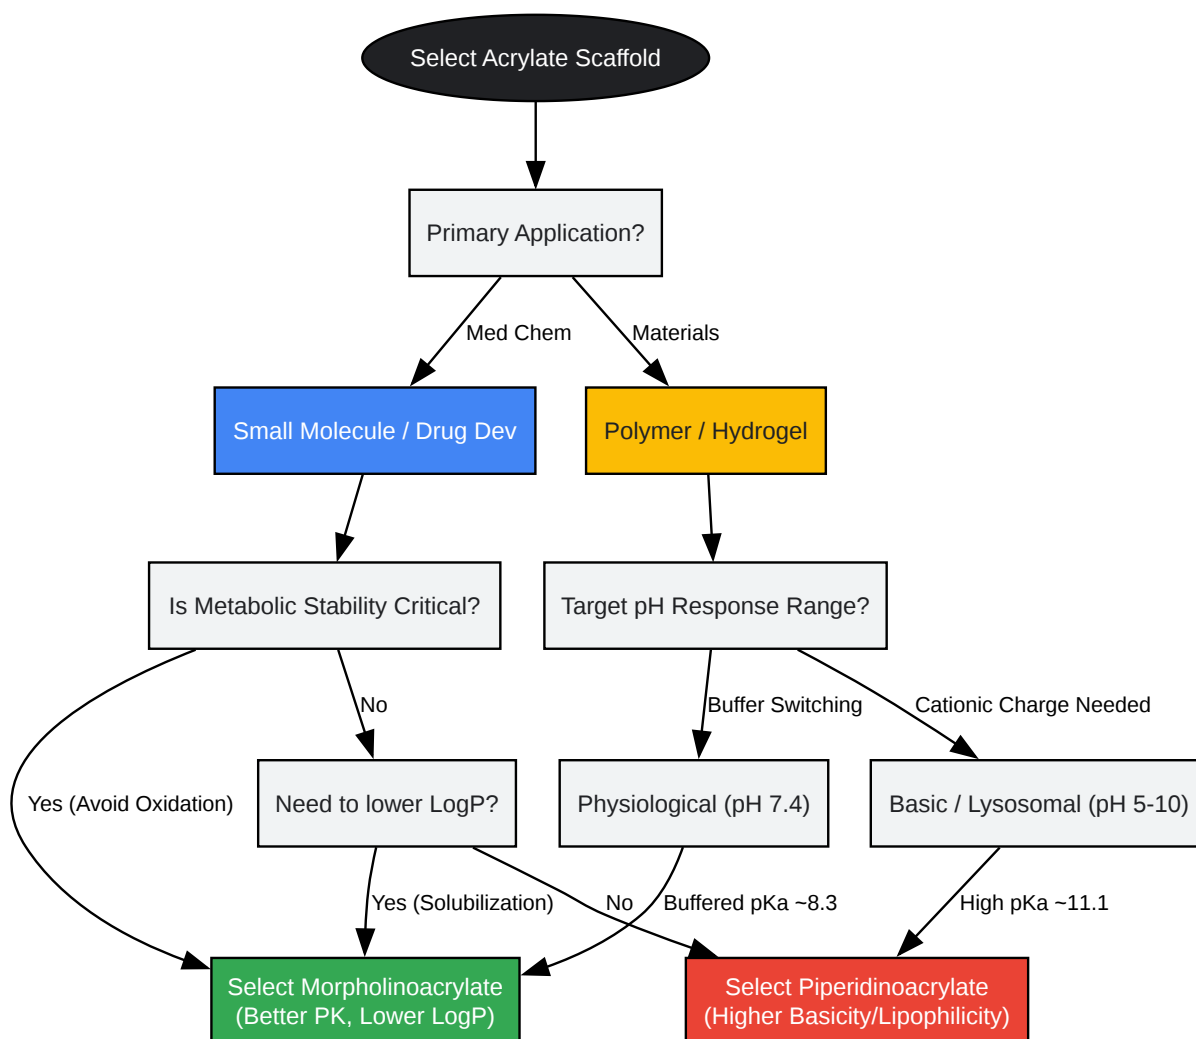 Select Acrylate Scaffold
Primary Application?
Med Chem
Materials
Small Molecule / Drug Dev
Polymer / Hydrogel
Is Metabolic Stability Critical?
Target pH Response Range?
No
Buffer Switching
Cationic Charge Needed
Yes (Avoid Oxidation)
Need to lower LogP?
Physiological (pH 7.4)
Basic / Lysosomal (pH 5-10)
Yes (Solubilization)
No
Buffered pKa ~8.3
High pKa ~11.1
Select Morpholinoacrylate
(Better PK, Lower LogP)
Select Piperidinoacrylate
(Higher Basicity/Lipophilicity)